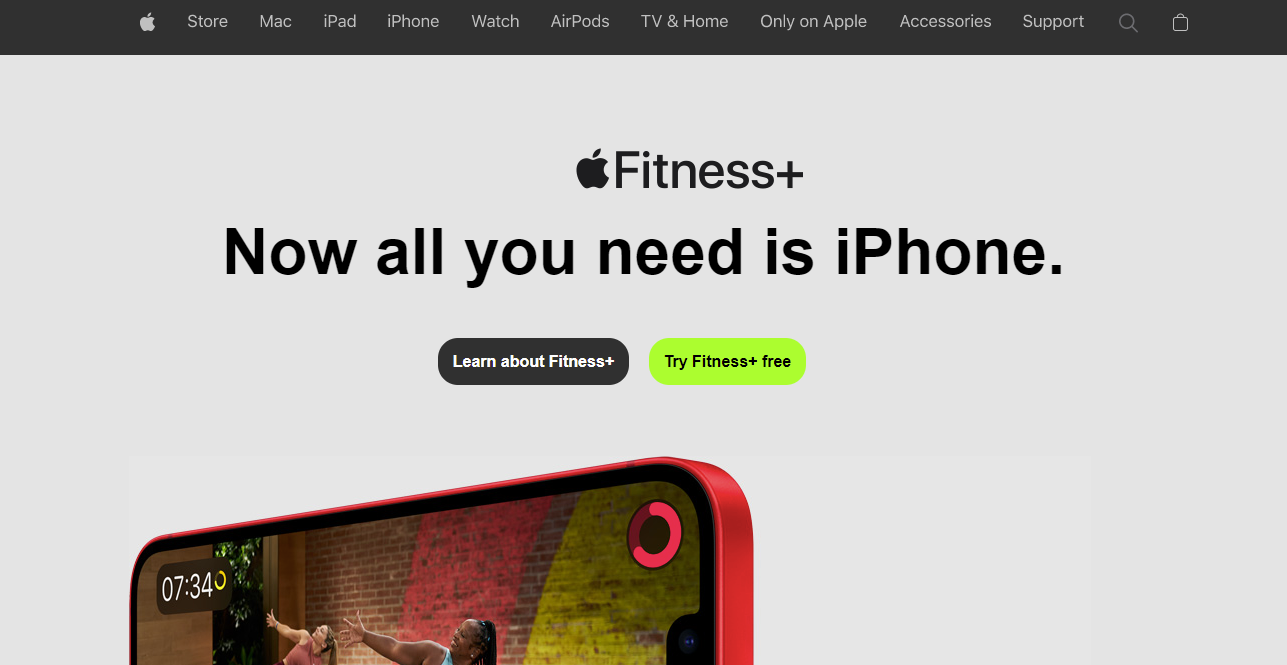 Store Mac iPad iPhone Watch AirPods TV & Home Only on Apple Accessories Support
Fitness+
Now all you need is iPhone.
Learn about Fitness+ Try Fitness+ free
07:34